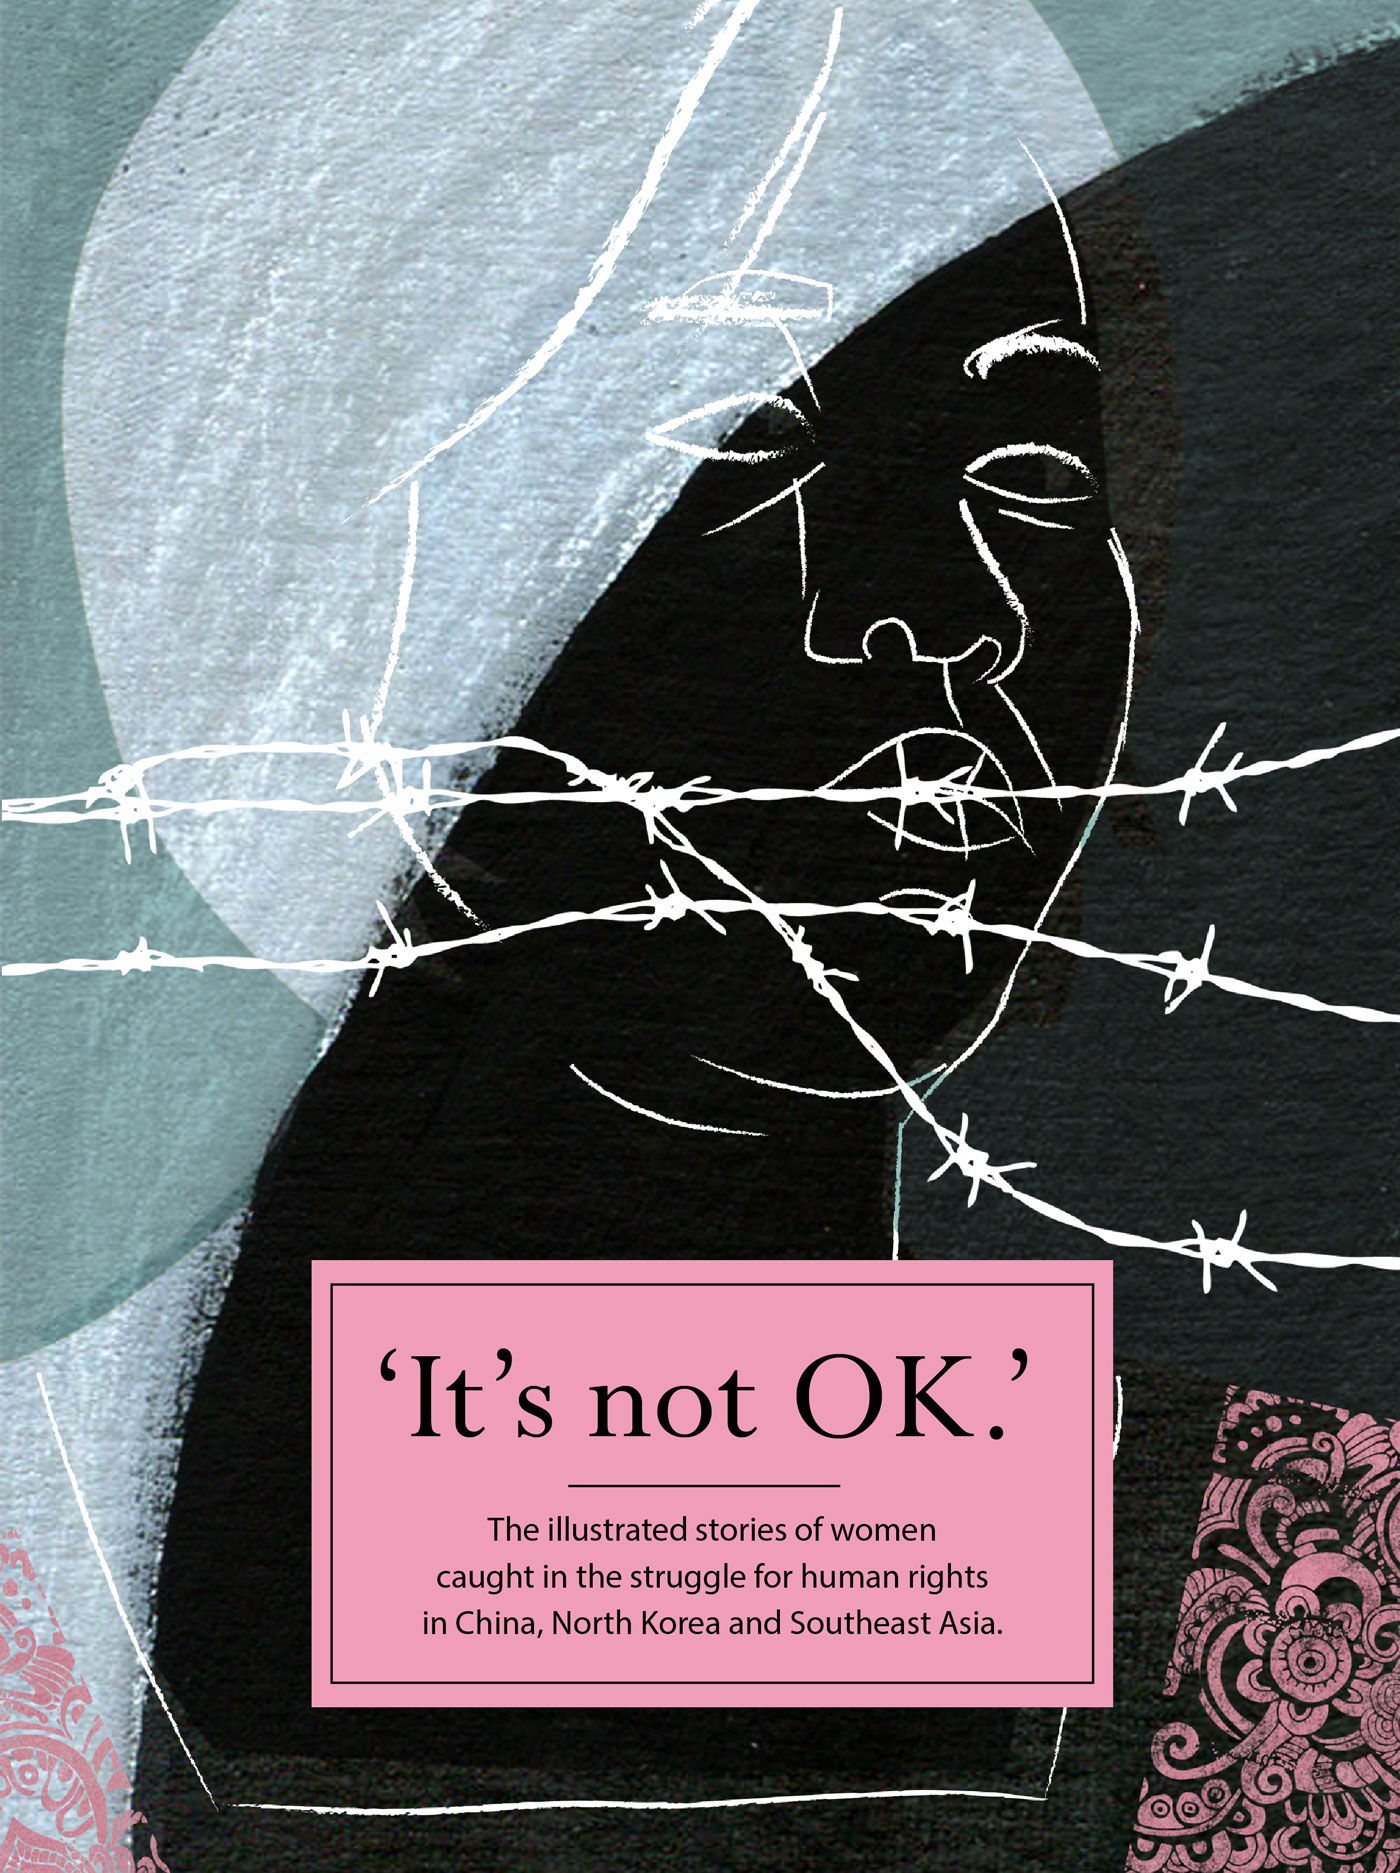 ‘It’s not OK.’
The illustrated stories of women
caught in the struggle for human rights
in China, North Korea and Southeast Asia.